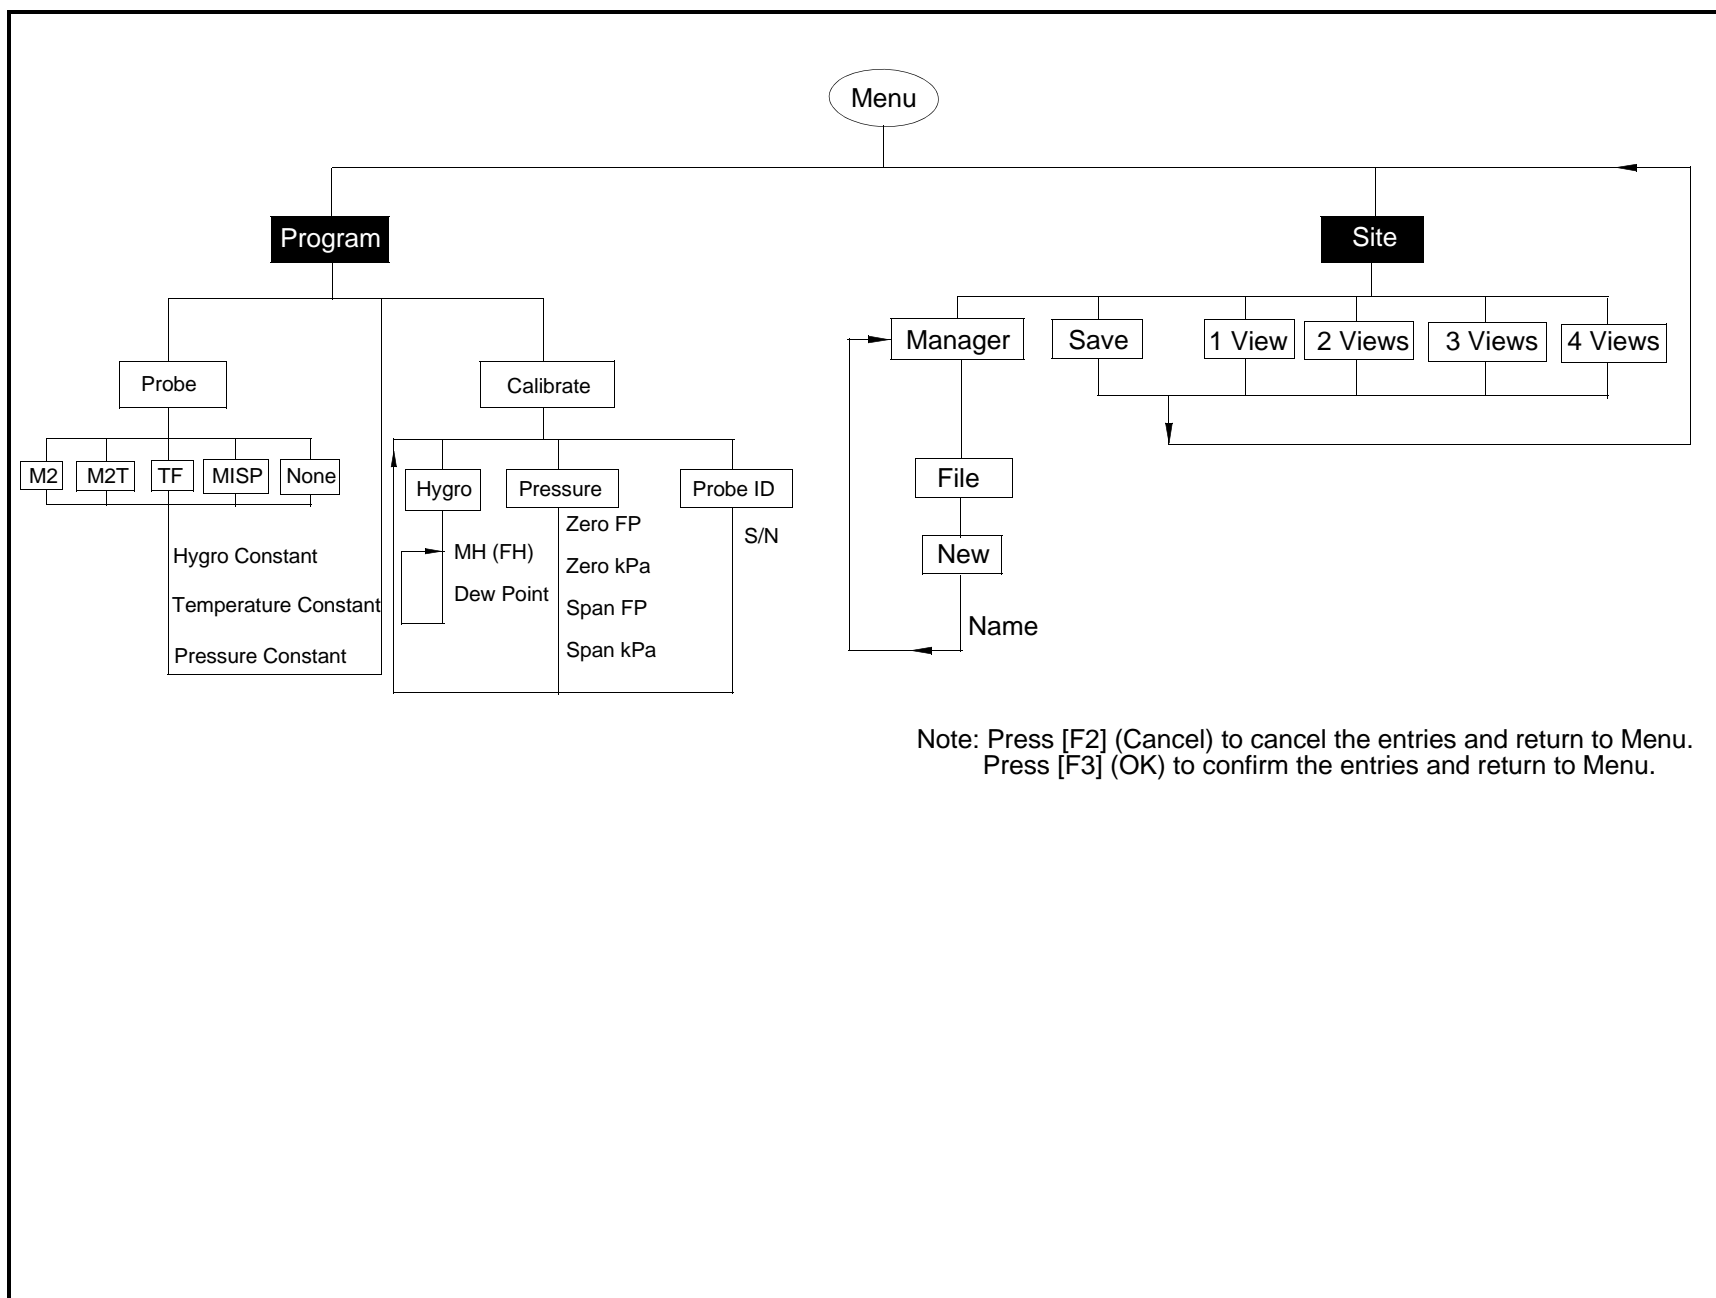 Menu
Program
Site
Manager
Save
1 View
2 Views
3 Views
4 Views
Probe
Calibrate
M2
M2T
TF
MISP
None
Hygro
Pressure
Probe ID
File
Zero FP
S/N
MH (FH)
New
Hygro Constant
Zero kPa
Dew Point
Temperature Constant
Span FP
Name
Pressure Constant
Span kPa
Note: Press [F2] (Cancel) to cancel the entries and return to Menu.
Press [F3] (OK) to confirm the entries and return to Menu.